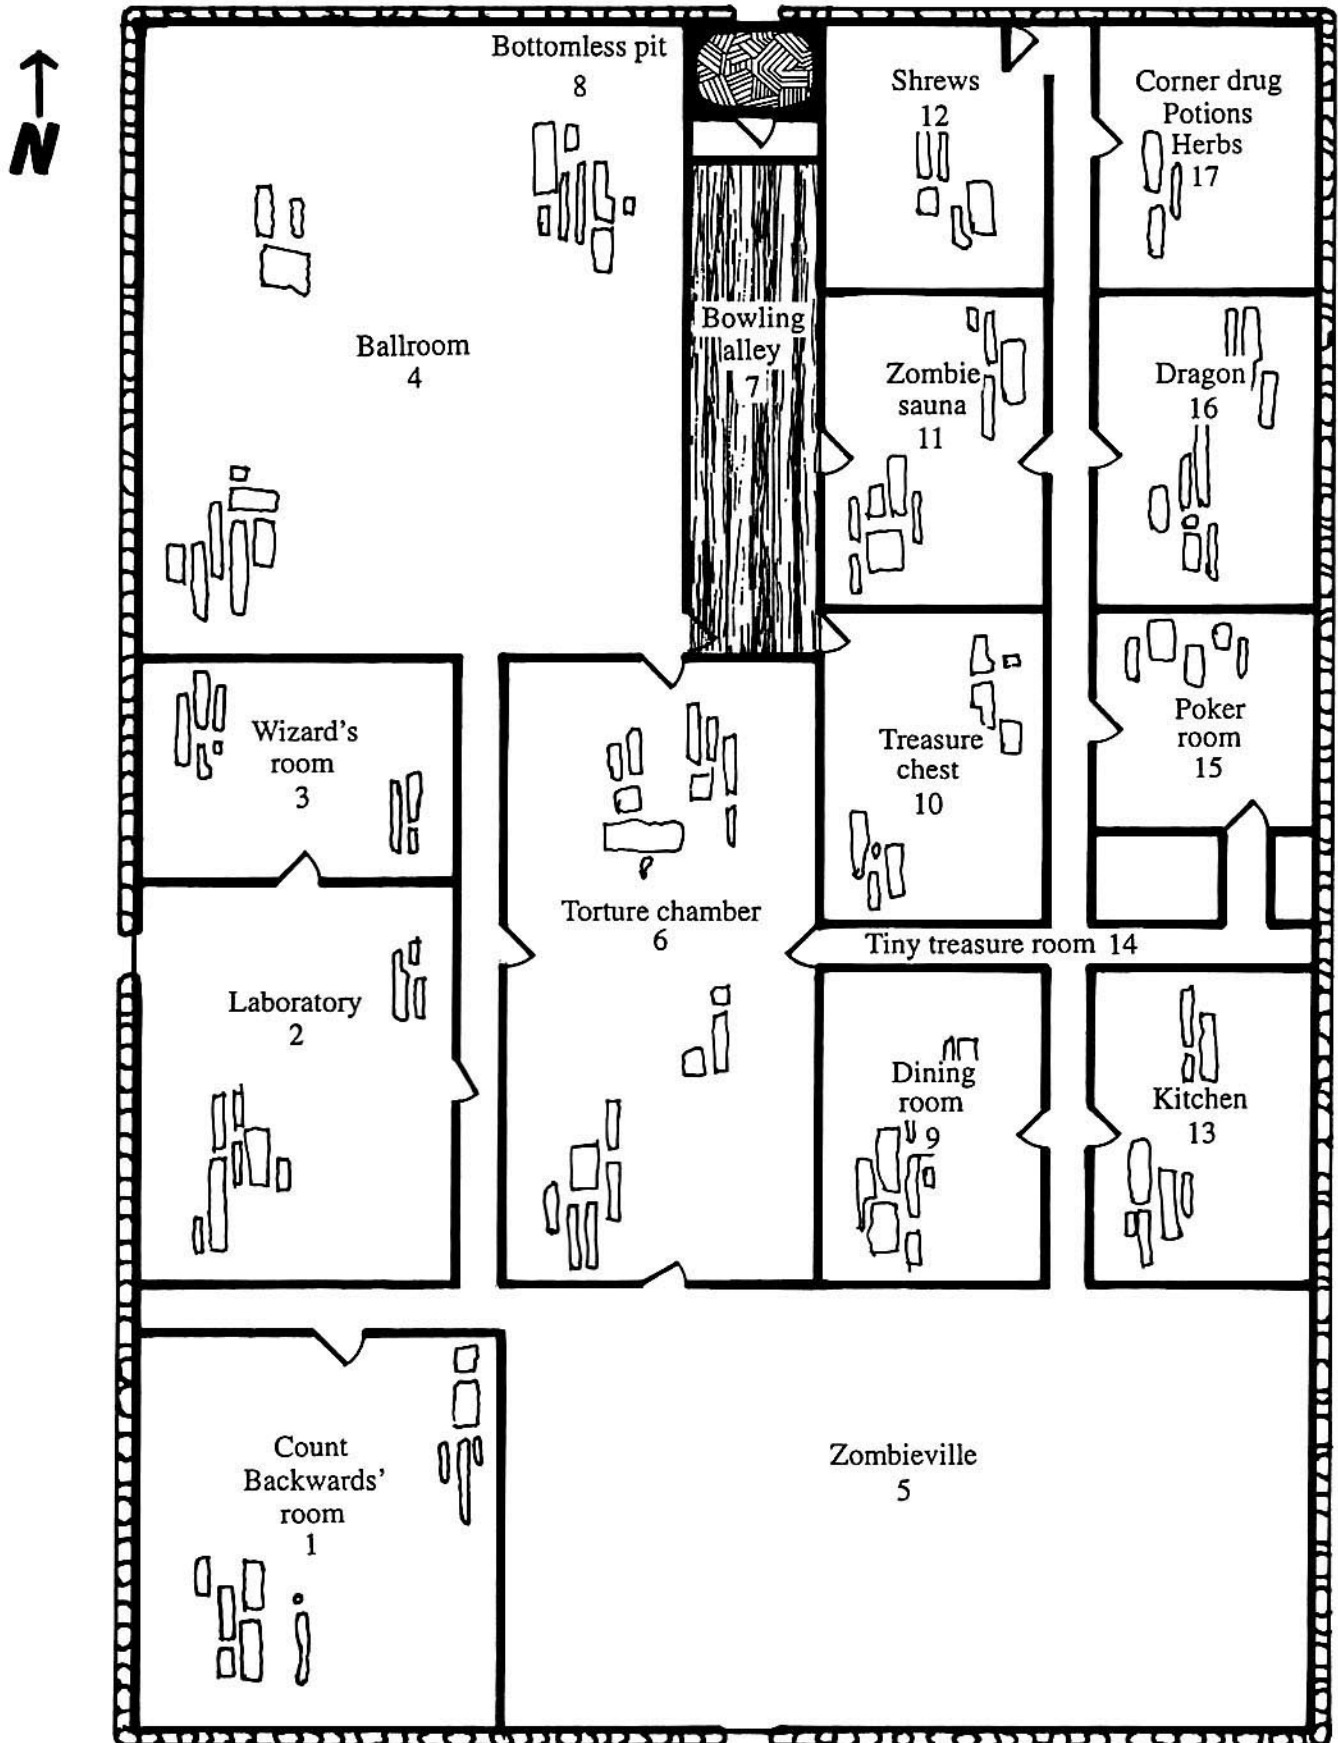 N
Bottomless pit
8
Shrews
12
Corner drug
Potions
Herbs
17
Ballroom
4
Bowling
alley
7
Zombie
sauna
11
Dragon
16
Wizard's
room
3
Treasure
chest
10
Poker
room
15
Torture chamber
6
Tiny treasure room 14
Laboratory
2
Dining
room
9
Kitchen
13
Count
Backwards'
room
1
Zombieville
5